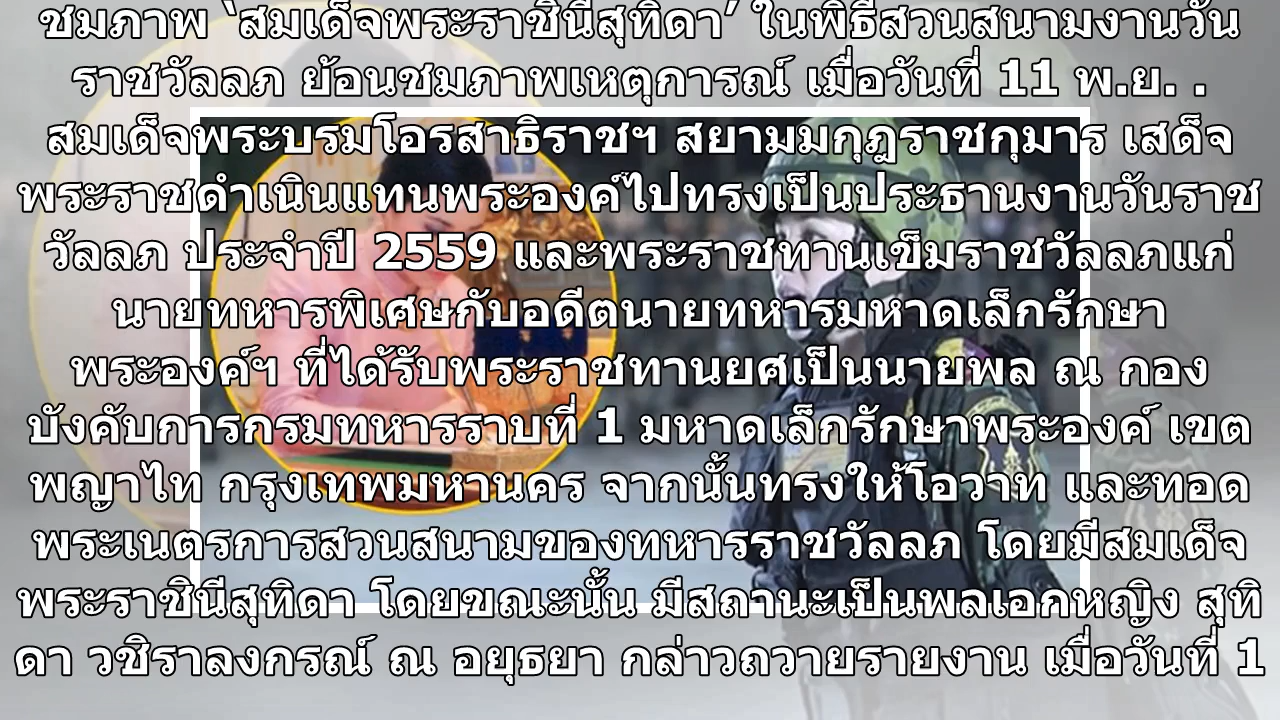 ชมภาพ ‘สมเด็จพระราชินีสุทิดา’ ในพิธีสวนสนามงานวัน
ราชวัลลภ ย้อนชมภาพเหตุการณ์ เมื่อวันที่ 11 พ.ย. .
สมเด็จพระบรมโอรสาธิราชฯ สยามมกุฎราชกุมาร เสด็จ
พระราชดำเนินแทนพระองค์ไปทรงเป็นประธานงานวันราช
วัลลภ ประจำปี 2559 และพระราชทานเข็มราชวัลลภแก่
นายทหารพิเศษกับอดีตนายทหารมหาดเล็กรักษา
พระองค์ฯ ที่ได้รับพระราชทานยศเป็นนายพล ณ กอง
บังคับการกรมทหารราบที่ 1 มหาดเล็กรักษาพระองค์ เขต
พญาไท กรุงเทพมหานคร จากนั้นทรงให้โอวาท และทอด
พระเนตรการสวนสนามของทหารราชวัลลภ โดยมีสมเด็จ
พระราชินีสุทิดา โดยขณะนั้น มีสถานะเป็นพลเอกหญิง สุทิ
ดา วชิราลงกรณ์ ณ อยุธยา กล่าวถวายรายงาน เมื่อวันที่ 1